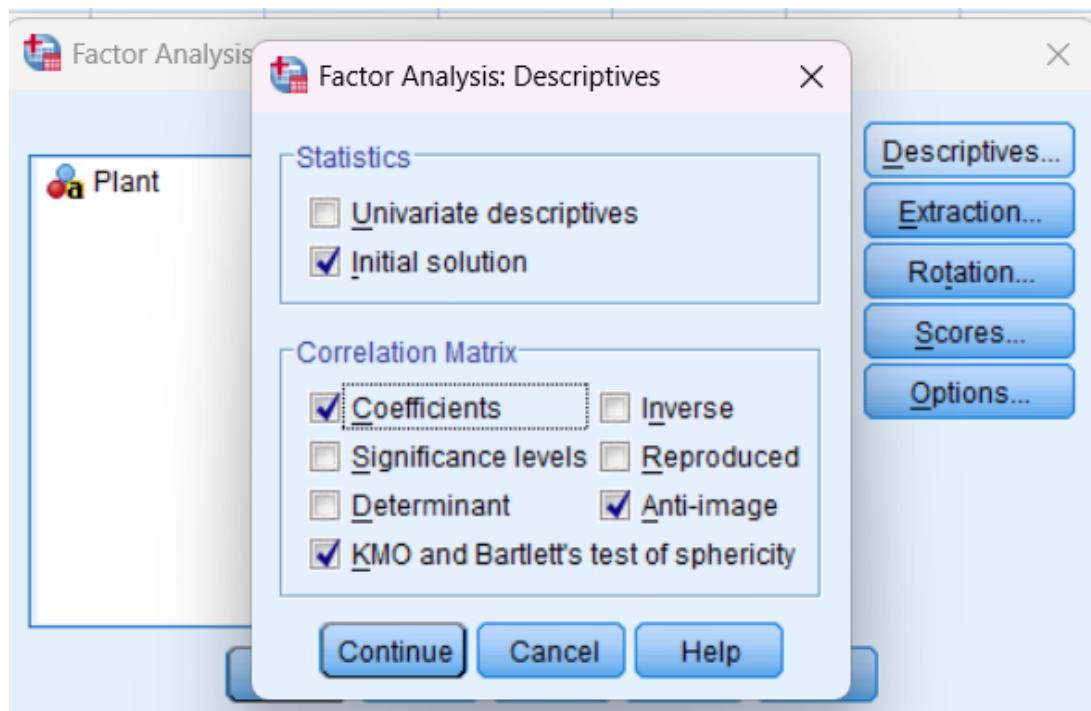 Factor Analysis
Factor Analysis: Descriptives
Plant
Statistics
Univariate descriptives
Initial solution
Correlation Matrix
Coefficients Inverse
Significance levels Reproduced
Determinant Anti-image
KMO and Bartlett's test of sphericity
Continue Cancel Help
Descriptives...
Extraction...
Rotation...
Scores...
Options...